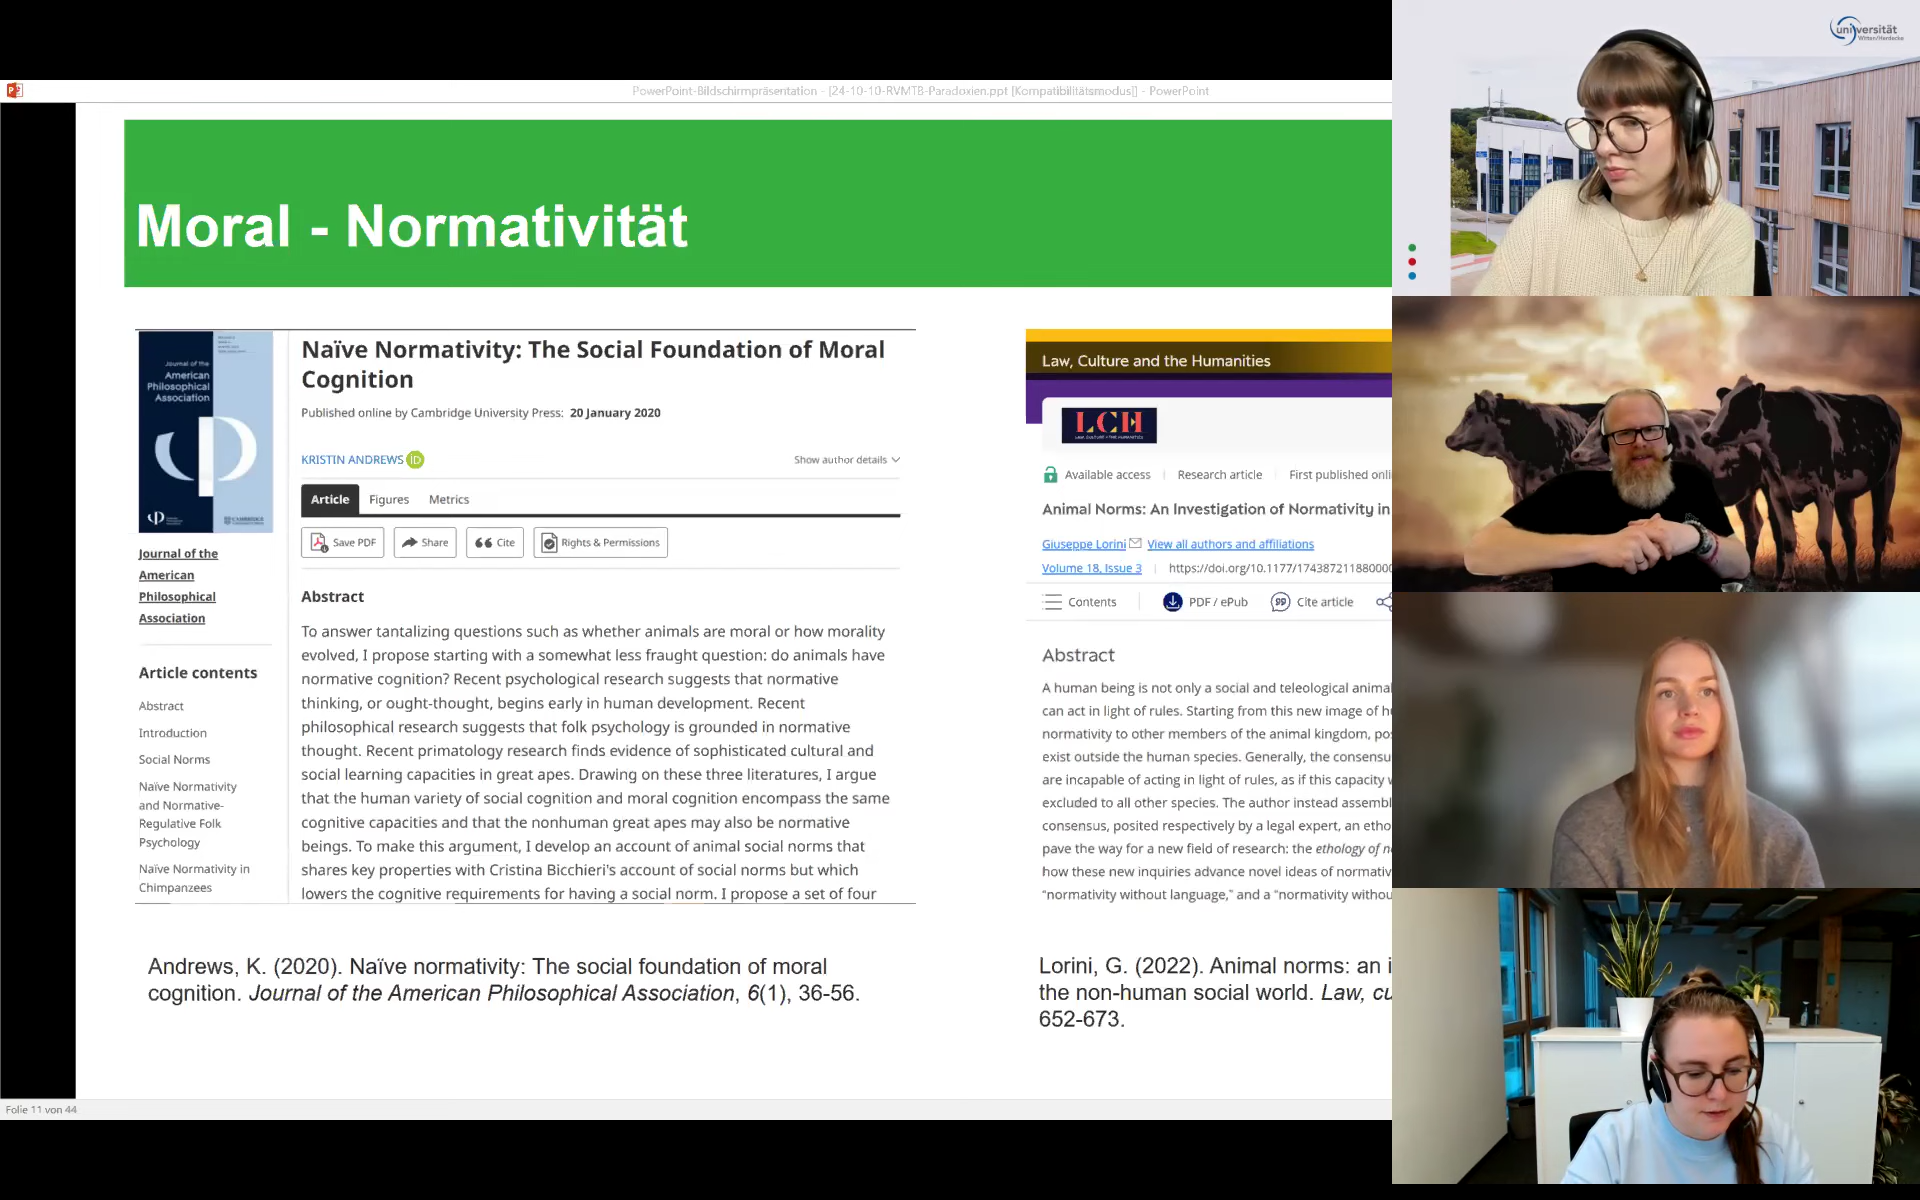 PowerPoint-Bildschirmpräsentation - [24-10-10-RVMTB-Paradoxien.ppt [Kompatibilitätsmodus]] - PowerPoint
Moral - Normativität
Journal of the
American
Philosophical
Association
CAMBRIDGE
Journal of the
American
Philosophical
Association
Article contents
Abstract
Introduction
Social Norms
Naïve Normativity
and Normative-
Regulative Folk
Psychology
Naïve Normativity in
Chimpanzees
Naïve Normativity: The Social Foundation of Moral
Cognition
Published online by Cambridge University Press: 20 January 2020
KRISTIN ANDREWS iD
Show author details
Article Figures Metrics
Save PDF Share Cite Rights & Permissions
Abstract
To answer tantalizing questions such as whether animals are moral or how morality
evolved, I propose starting with a somewhat less fraught question: do animals have
normative cognition? Recent psychological research suggests that normative
thinking, or ought-thought, begins early in human development. Recent
philosophical research suggests that folk psychology is grounded in normative
thought. Recent primatology research finds evidence of sophisticated cultural and
social learning capacities in great apes. Drawing on these three literatures, I argue
that the human variety of social cognition and moral cognition encompass the same
cognitive capacities and that the nonhuman great apes may also be normative
beings. To make this argument, I develop an account of animal social norms that
shares key properties with Cristina Bicchieri's account of social norms but which
lowers the cognitive requirements for having a social norm. I propose a set of four
Andrews, K. (2020). Naïve normativity: The social foundation of moral
cognition. Journal of the American Philosophical Association, 6(1), 36-56.
Law, Culture and the Humanities
LCH
Available access Research article First published onli
Animal Norms: An Investigation of Normativity in
Giuseppe Lorini View all authors and affiliations
Volume 18, Issue 3 https://doi.org/10.1177/174387211880000
Contents PDF / ePub Cite article
Abstract
A human being is not only a social and teleological animal
can act in light of rules. Starting from this new image of h
normativity to other members of the animal kingdom, po
exist outside the human species. Generally, the consensu
are incapable of acting in light of rules, as if this capacity w
excluded to all other species. The author instead assembl
consensus, posited respectively by a legal expert, an etho
pave the way for a new field of research: the ethology of n
how these new inquiries advance novel ideas of normativ
"normativity without language," and a "normativity withou
Lorini, G. (2022). Animal norms: an i
the non-human social world. Law, cu
652-673.
Folie 11 von 44
universität
Witten/Herdecke